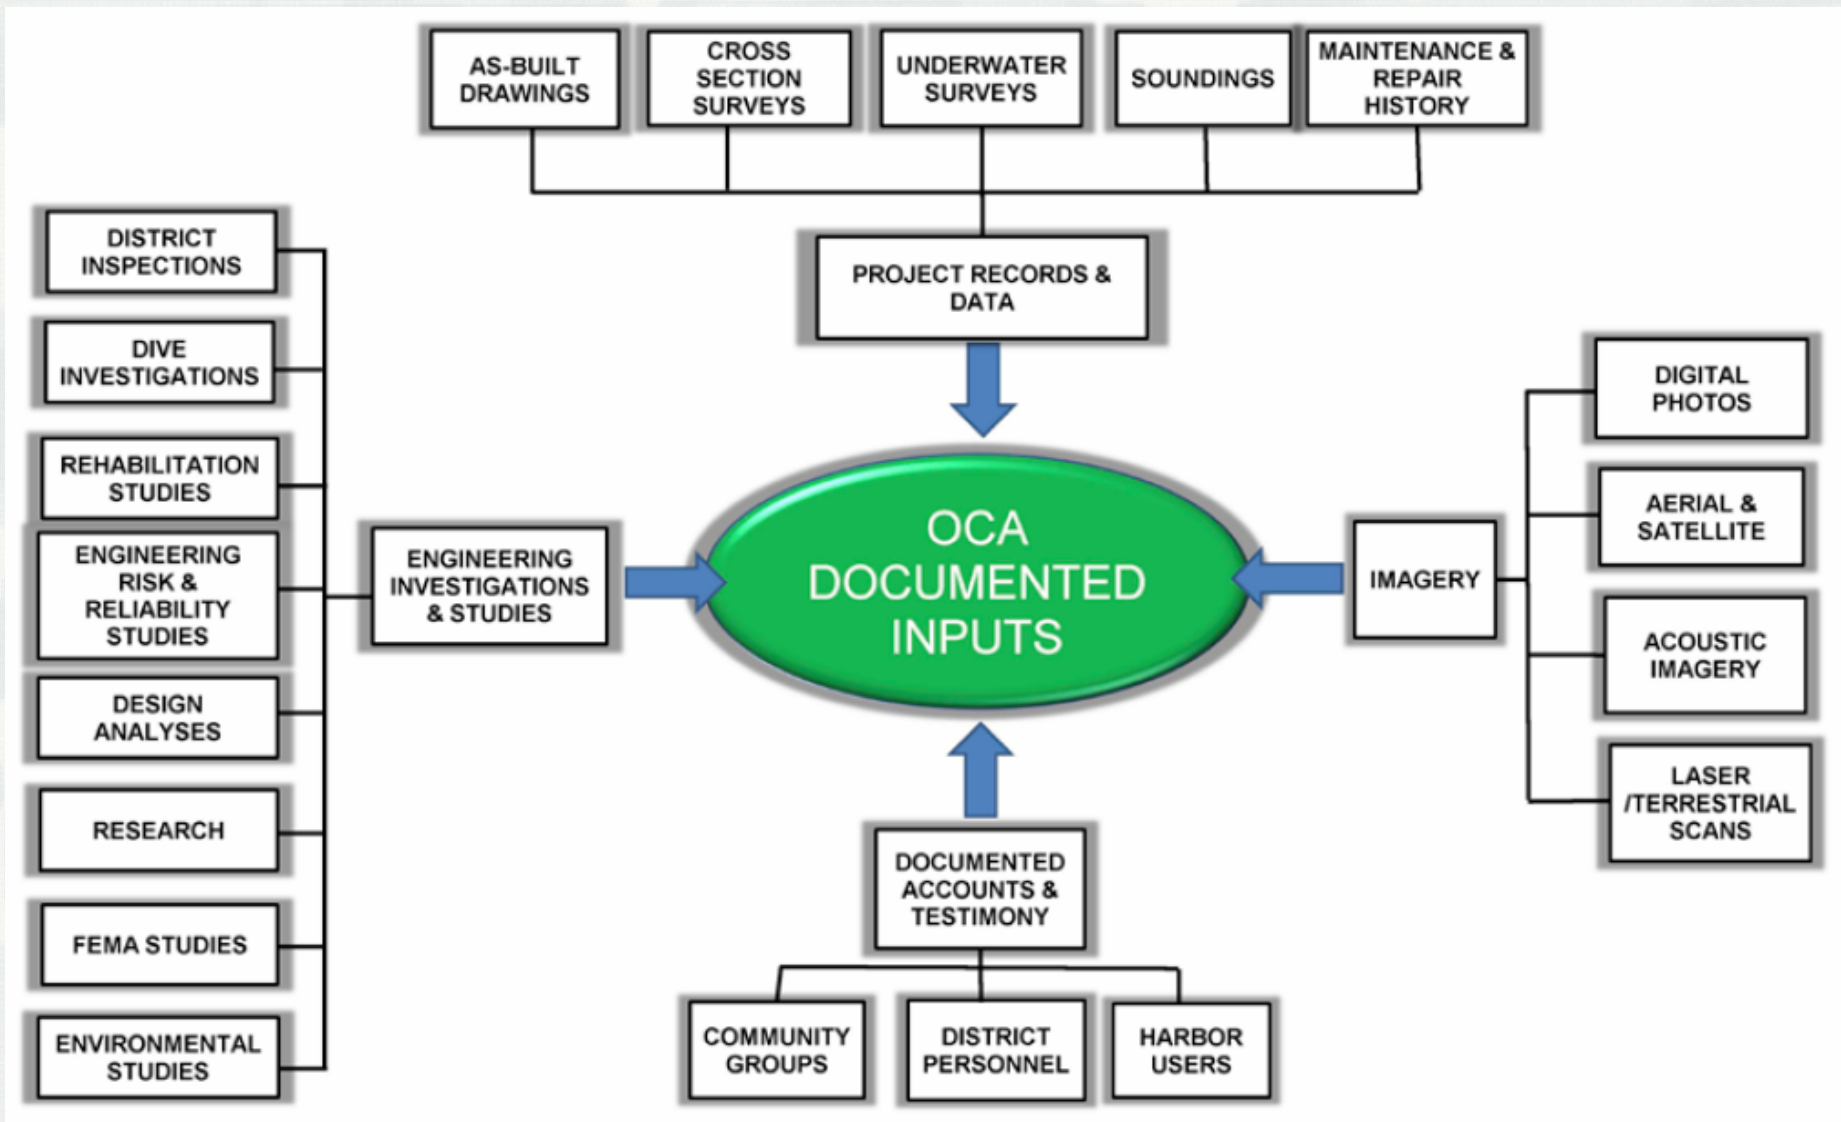 AS-BUILT
DRAWINGS
CROSS
SECTION
SURVEYS
UNDERWATER
SURVEYS
SOUNDINGS
MAINTENANCE &
REPAIR
HISTORY
PROJECT RECORDS &
DATA
DISTRICT
INSPECTIONS
DIVE
INVESTIGATIONS
REHABILITATION
STUDIES
ENGINEERING
RISK &
RELIABILITY
STUDIES
DESIGN
ANALYSES
RESEARCH
FEMA STUDIES
ENVIRONMENTAL
STUDIES
ENGINEERING
INVESTIGATIONS
& STUDIES
OCA
DOCUMENTED
INPUTS
IMAGERY
DIGITAL
PHOTOS
AERIAL &
SATELLITE
ACOUSTIC
IMAGERY
LASER
/TERRESTRIAL
SCANS
DOCUMENTED
ACCOUNTS &
TESTIMONY
COMMUNITY
GROUPS
DISTRICT
PERSONNEL
HARBOR
USERS